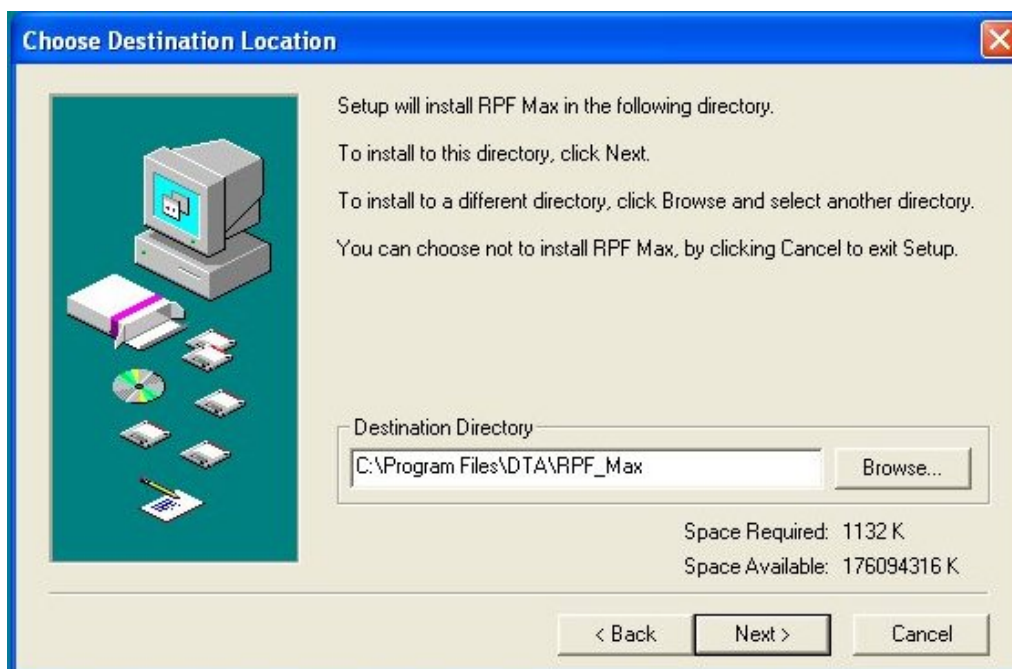 Choose Destination Location
Setup will install RPF Max in the following directory.
To install to this directory, click Next.
To install to a different directory, click Browse and select another directory.
You can choose not to install RPF Max, by clicking Cancel to exit Setup.
Destination Directory
C:\Program Files\DTA\RPF_Max
Browse...
Space Required: 1132 K
Space Available: 176094316 K
< Back
Next >
Cancel